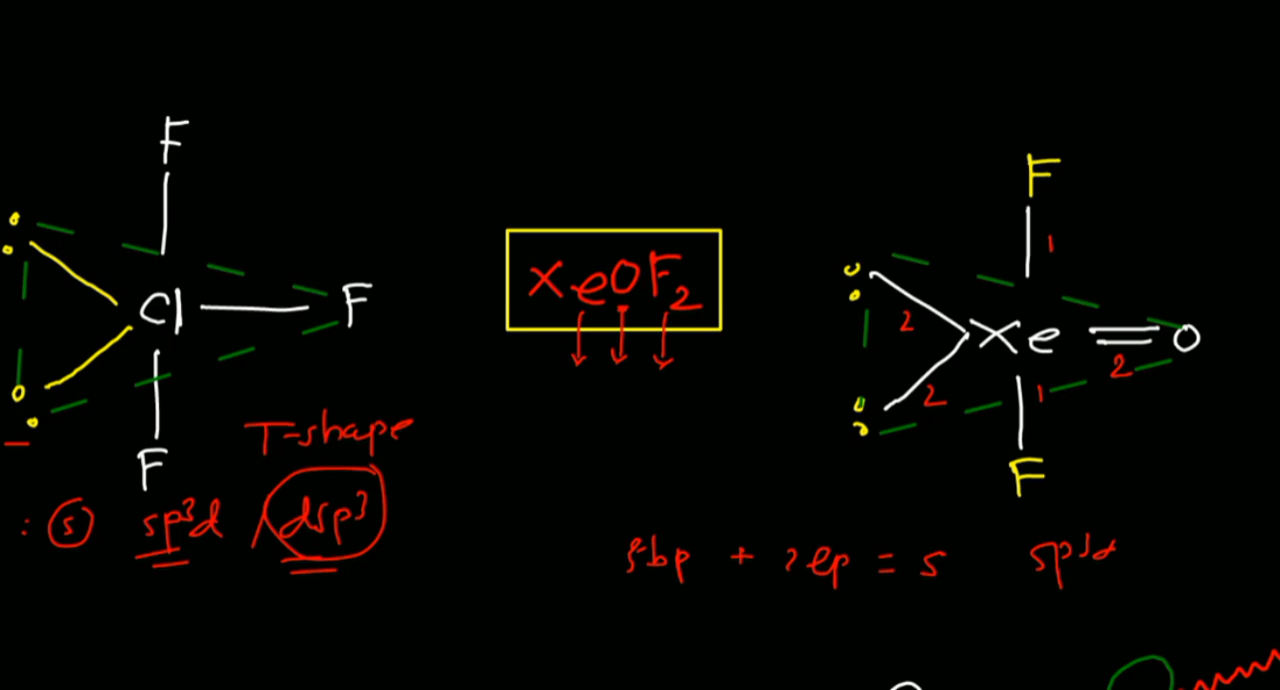 F
Cl F
F
T-shape
: 5 sp³d / dsp³
XeOF₂
F
1
2
Xe = O
2 1 2
F
3bp + 2lp = 5 sp³d